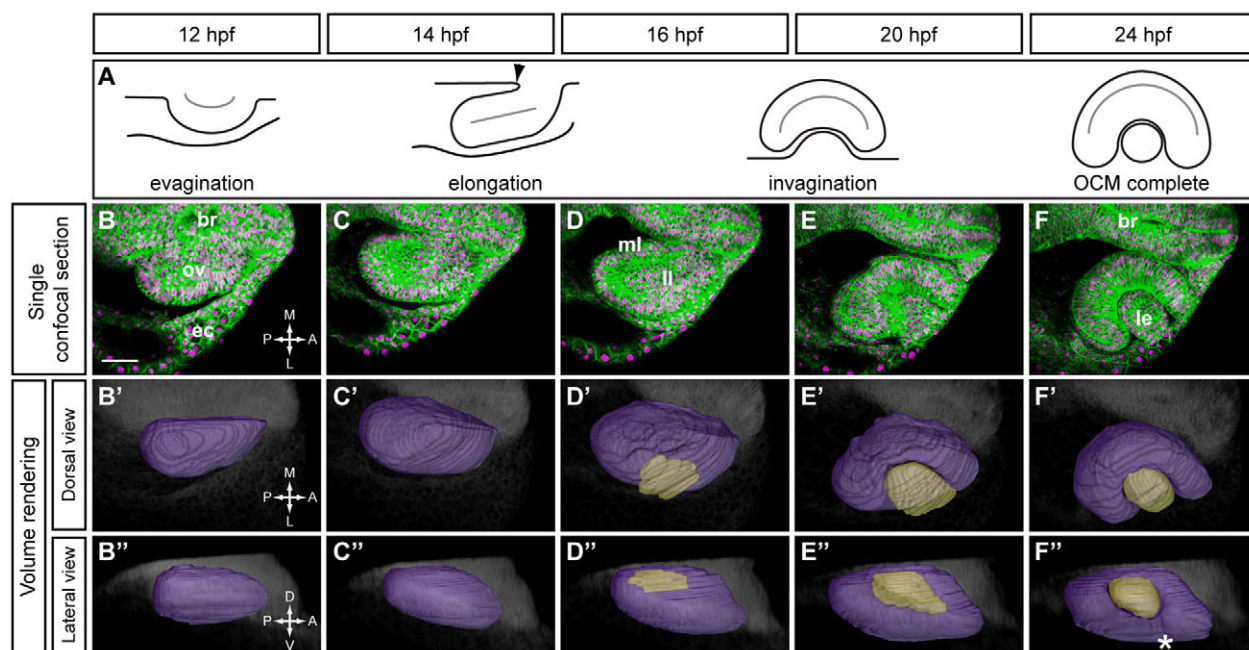 12 hpf 14 hpf 16 hpf 20 hpf 24 hpf
A
evagination elongation invagination OCM complete
Single confocal section
B br ov ec M P A L
C
D ml ll
E
F br le
Volume rendering
Dorsal view
B’ M P A L
C’
D’
E’
F’
Lateral view
B’’ D P A V
C’’
D’’
E’’
F’’ *